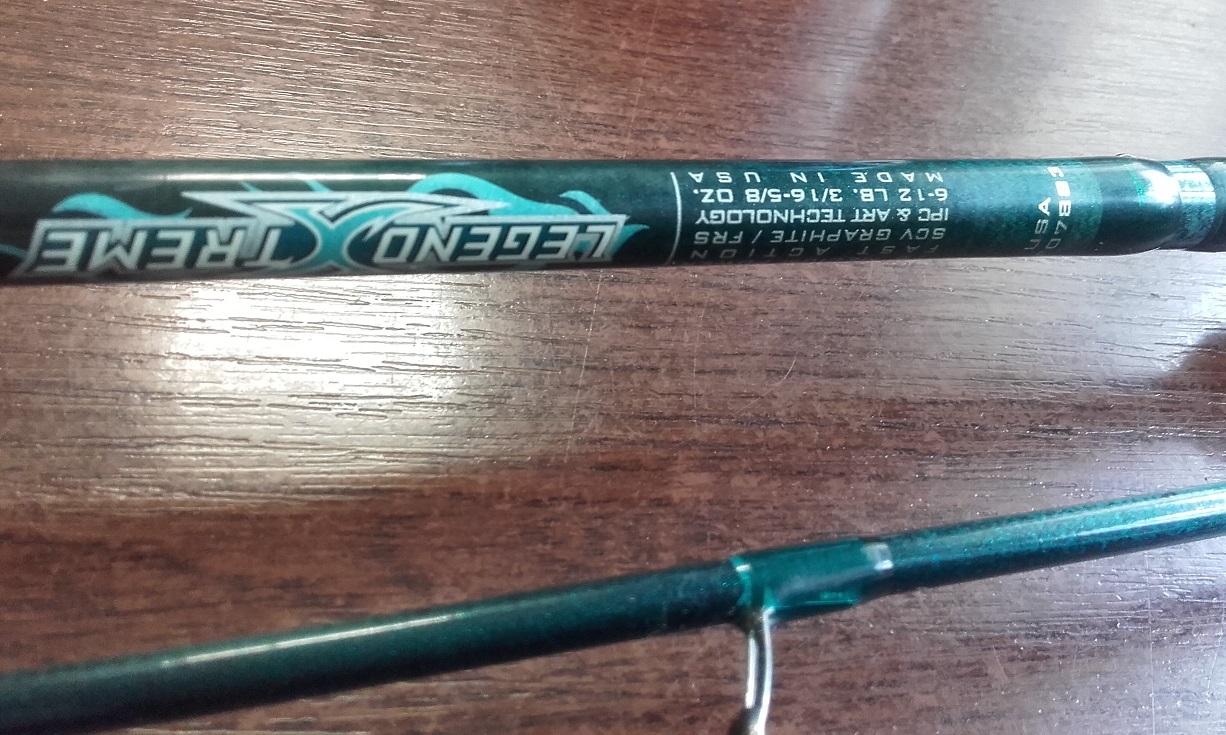 LEGEND XTREME
FAST ACTION
SCV GRAPHITE / FRS
IPC & ART TECHNOLOGY
6-12 LB. 3/16-5/8 OZ.
MADE IN USA
USA